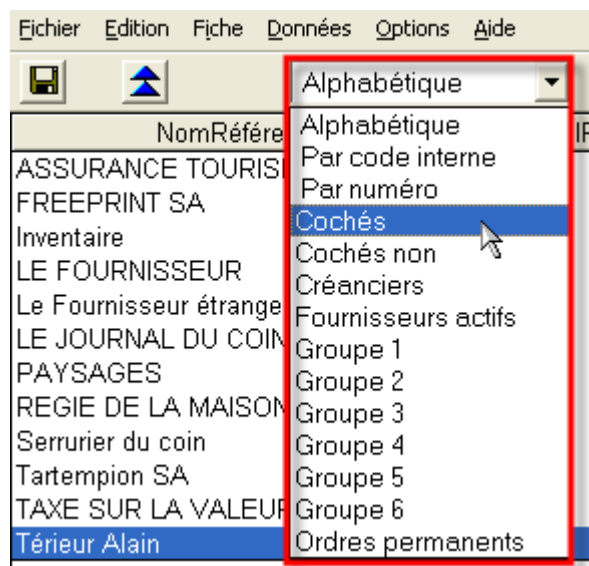 Fichier Edition Fiche Données Options Aide
Alphabétique
NomRéfére
ASSURANCE TOURIS
FREEPRINT SA
Inventaire
LE FOURNISSEUR
Le Fournisseur étrange
LE JOURNAL DU COIN
PAYSAGES
REGIE DE LA MAISON
Serrurier du coin
Tartempion SA
TAXE SUR LA VALEUR
Térieur Alain
Alphabétique
Par code interne
Par numéro
Cochés
Cochés non
Créanciers
Fournisseurs actifs
Groupe 1
Groupe 2
Groupe 3
Groupe 4
Groupe 5
Groupe 6
Ordres permanents